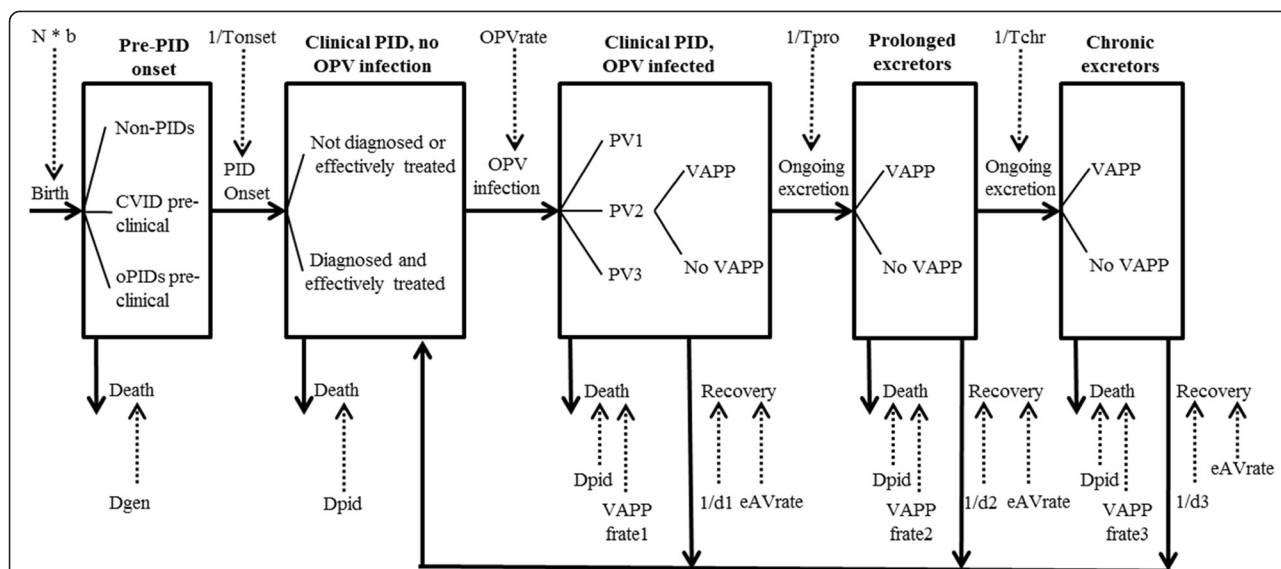 N * b
Pre-PID
onset
1/Tonset
Clinical PID, no
OPV infection
OPVrate
Clinical PID,
OPV infected
1/Tpro
Prolonged
excretors
1/Tchr
Chronic
excretors
Birth
Non-PIDs
CVID pre-
clinical
oPIDs pre-
clinical
PID
Onset
Not diagnosed or
effectively treated
Diagnosed and
effectively treated
OPV
infection
PV1
PV2
PV3
VAPP
No VAPP
Ongoing
excretion
VAPP
No VAPP
Ongoing
excretion
VAPP
No VAPP
Death
Dgen
Death
Dpid
Death
Dpid
VAPP
frate1
Recovery
1/d1
eAVrate
Death
Dpid
VAPP
frate2
Recovery
1/d2
eAVrate
Death
Dpid
VAPP
frate3
Recovery
1/d3
eAVrate